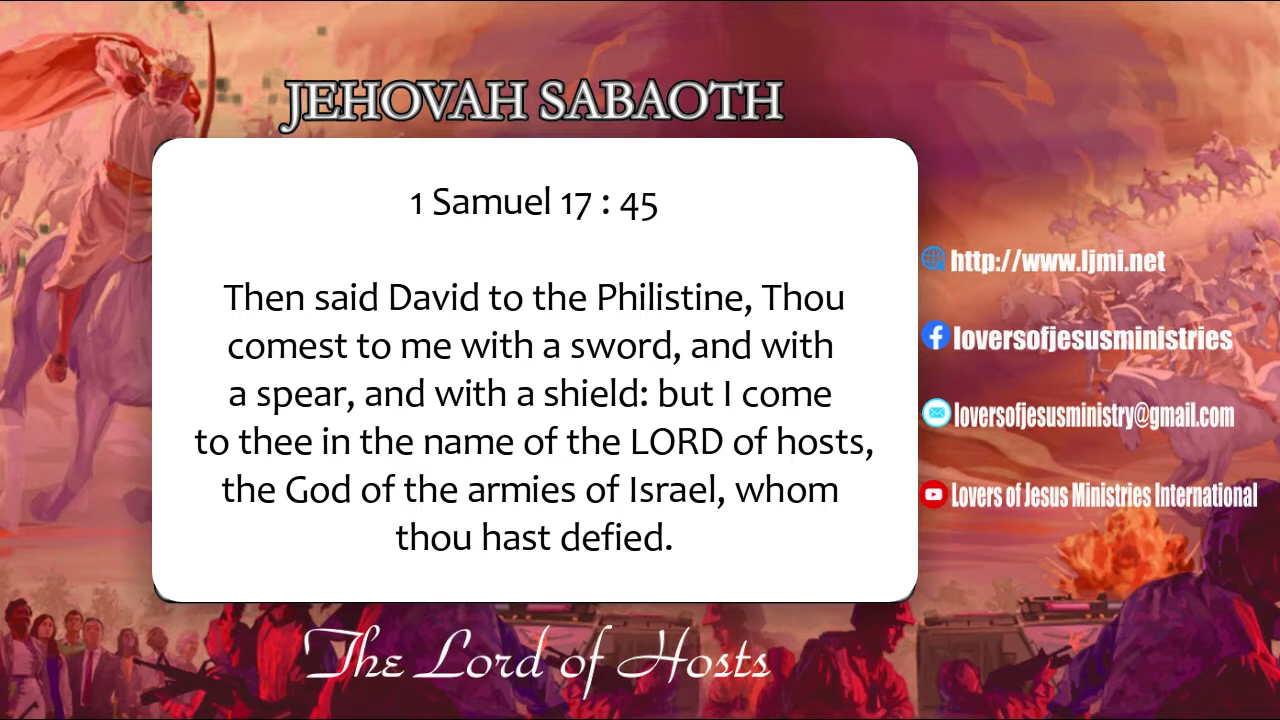 JEHOVAH SABAOTH
1 Samuel 17 : 45
Then said David to the Philistine, Thou
comest to me with a sword, and with
a spear, and with a shield: but I come
to thee in the name of the LORD of hosts,
the God of the armies of Israel, whom
thou hast defied.
The Lord of Hosts
http://www.ljmi.net
loversofjesusministries
loversofjesusministry@gmail.com
Lovers of Jesus Ministries International